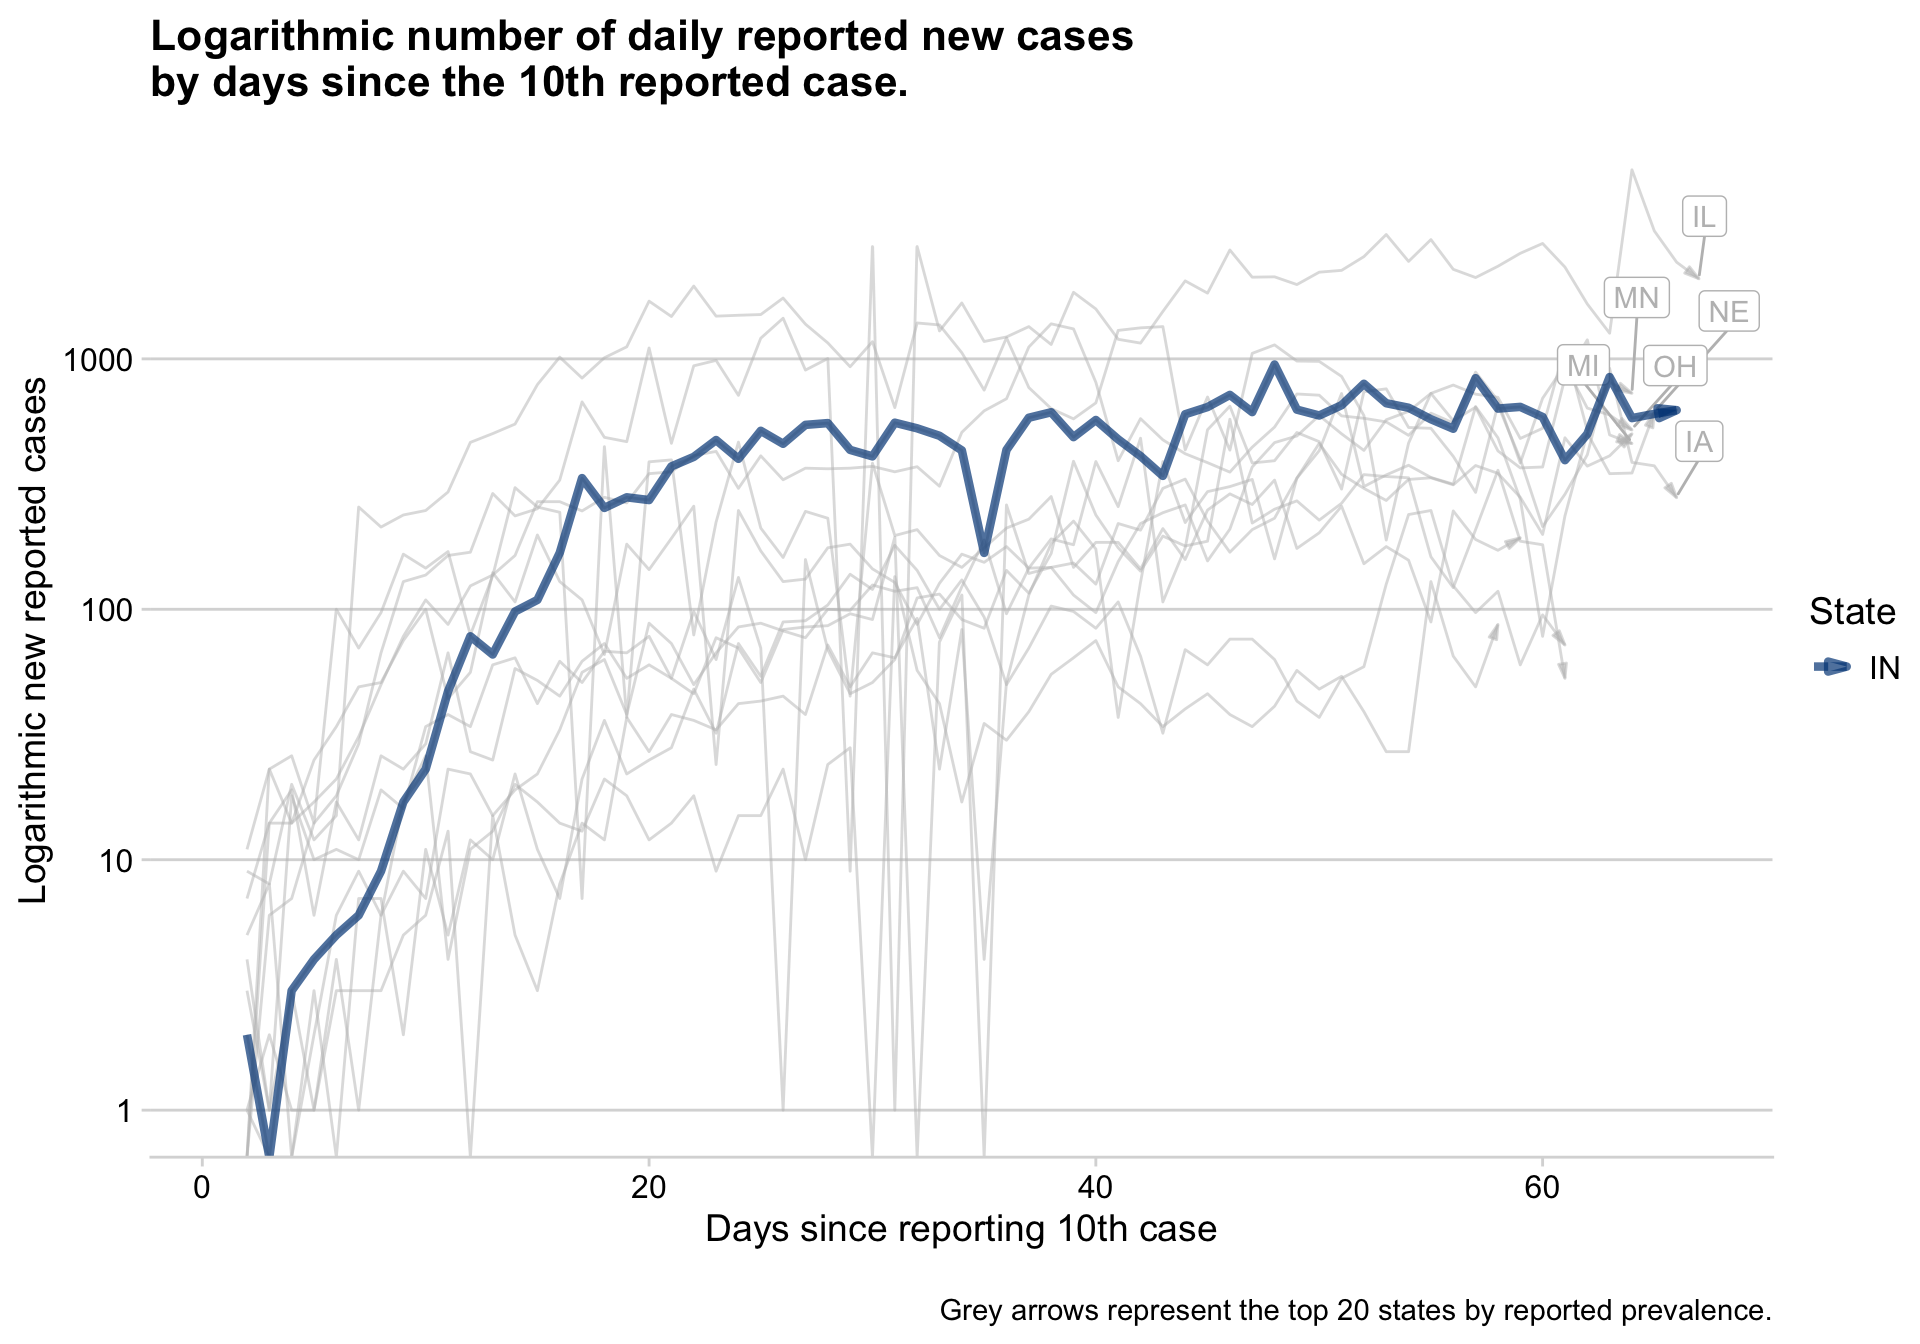 Logarithmic number of daily reported new cases
by days since the 10th reported case.
IL
MN
NE
MI
OH
IA
Logarithmic new reported cases
1000
100
10
1
0
20
40
60
Days since reporting 10th case
State
IN
Grey arrows represent the top 20 states by reported prevalence.